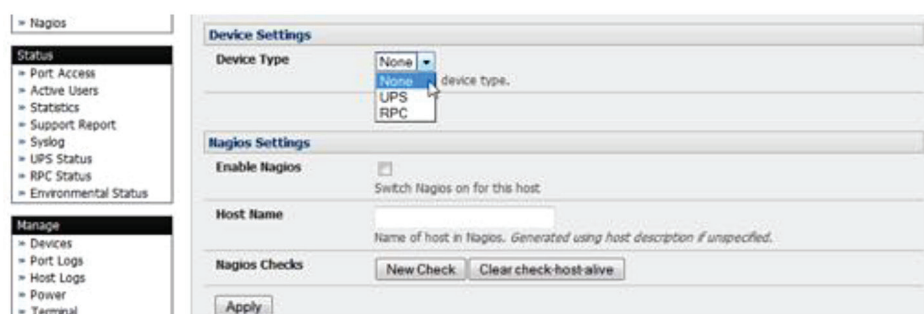 » Nagios
Status
» Port Access
» Active Users
» Statistics
» Support Report
» Syslog
» UPS Status
» RPC Status
» Environmental Status
Manage
» Devices
» Port Logs
» Host Logs
» Power
» Terminal
Device Settings
Device Type
None
None device type.
UPS
RPC
Nagios Settings
Enable Nagios
Switch Nagios on for this host
Host Name
Name of host in Nagios. Generated using host description if unspecified.
Nagios Checks
New Check Clear check-host-alive
Apply